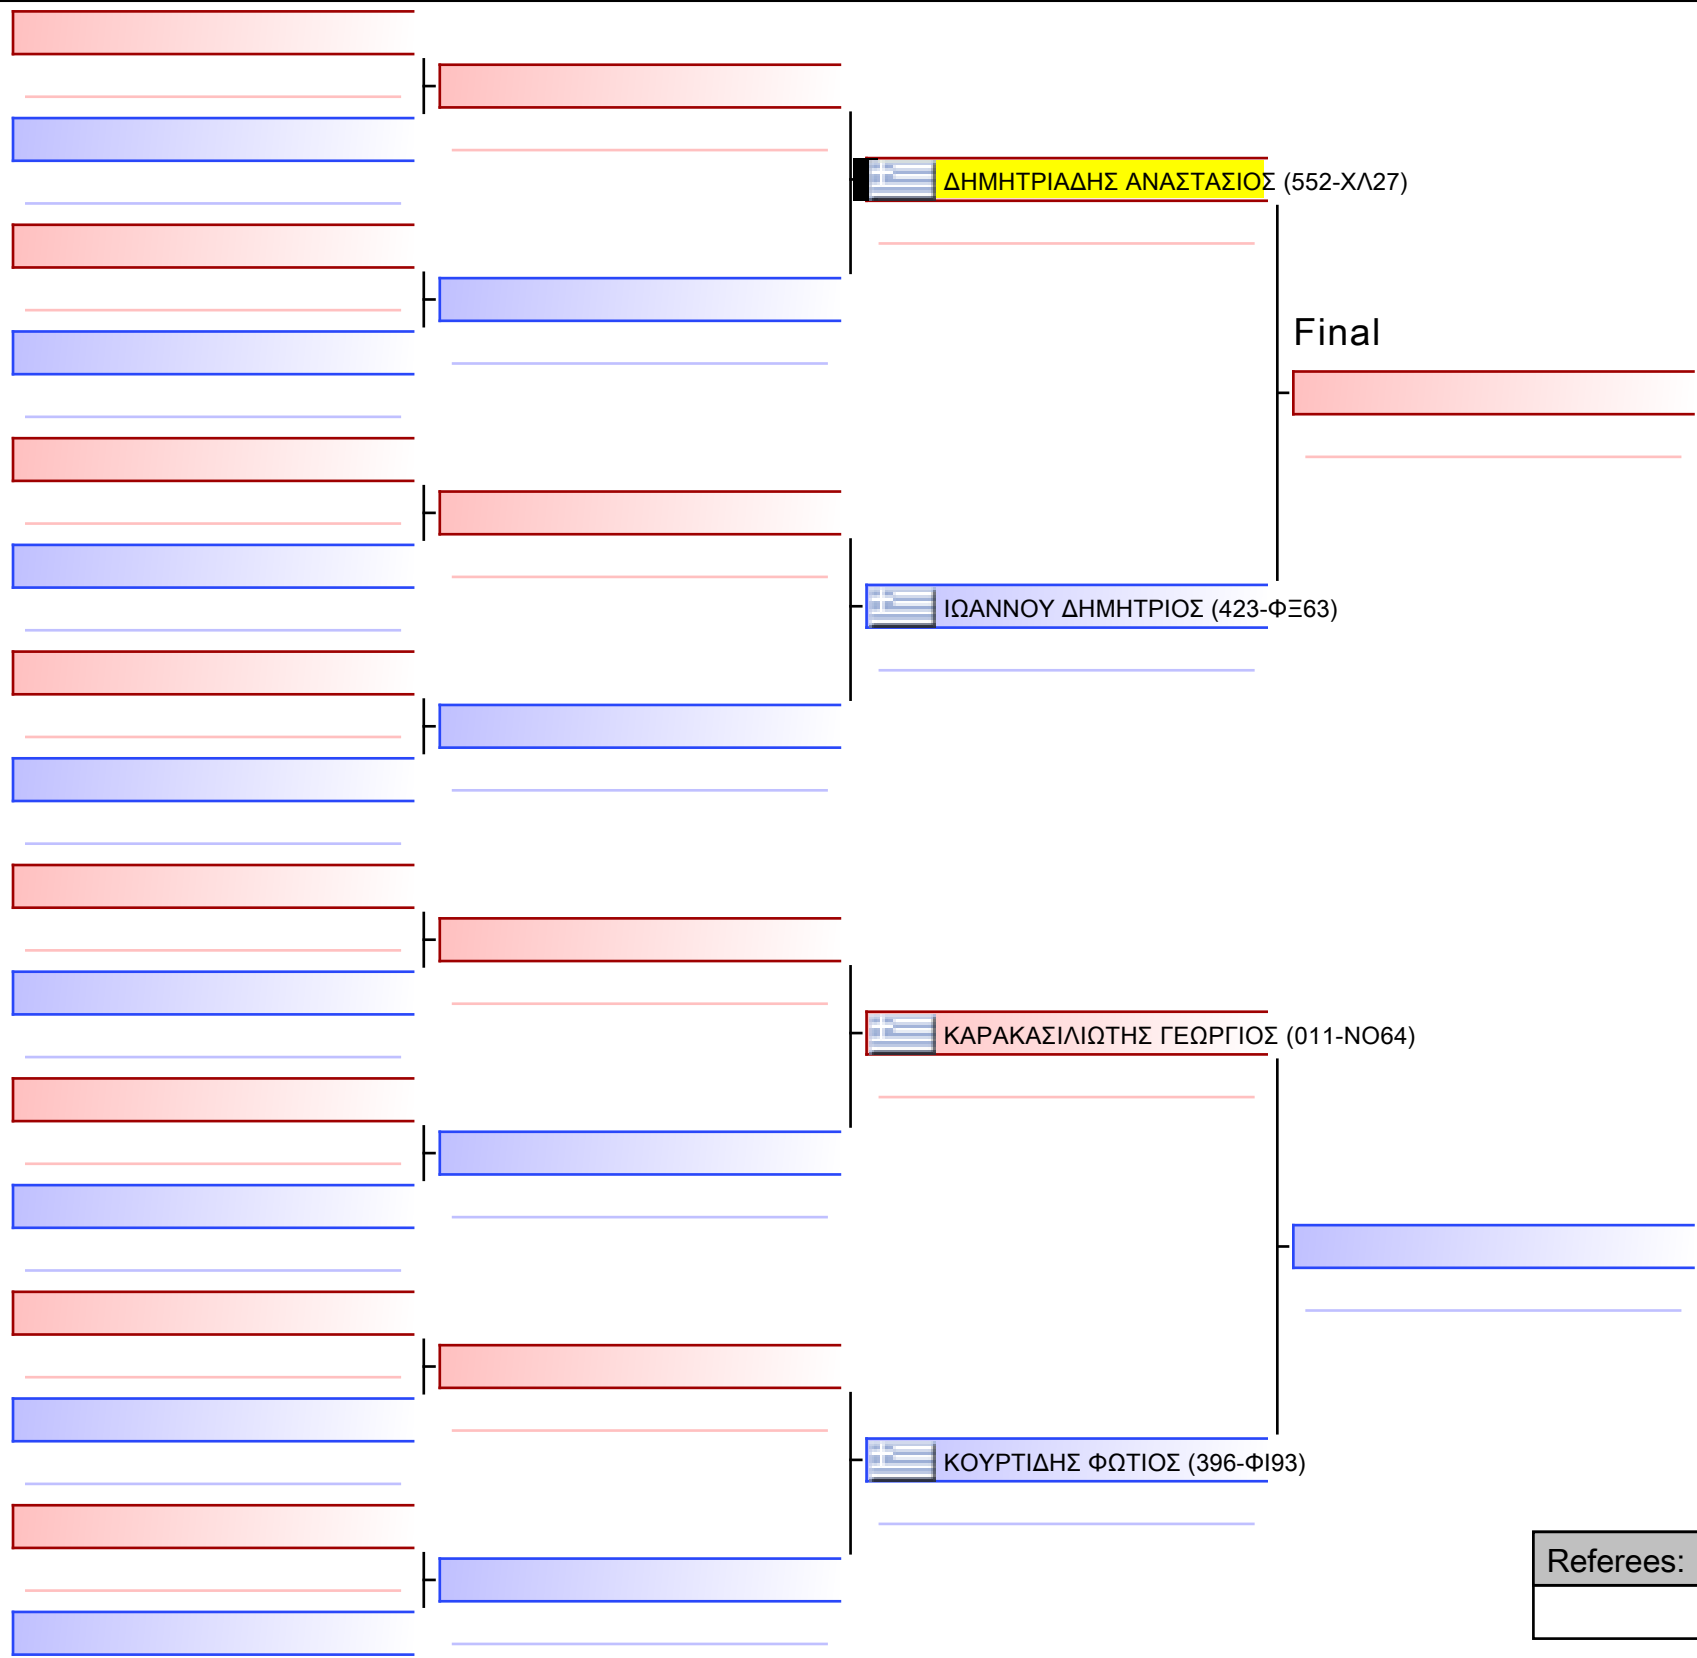 ΔΗΜΗΤΡΙΑΔΗΣ ΑΝΑΣΤΑΣΙΟΣ (552-ΧΛ27)
Final
ΙΩΑΝΝΟΥ ΔΗΜΗΤΡΙΟΣ (423-ΦΞ63)
ΚΑΡΑΚΑΣΙΛΙΩΤΗΣ ΓΕΩΡΓΙΟΣ (011-ΝΟ64)
ΚΟΥΡΤΙΔΗΣ ΦΩΤΙΟΣ (396-ΦΙ93)
Referees: